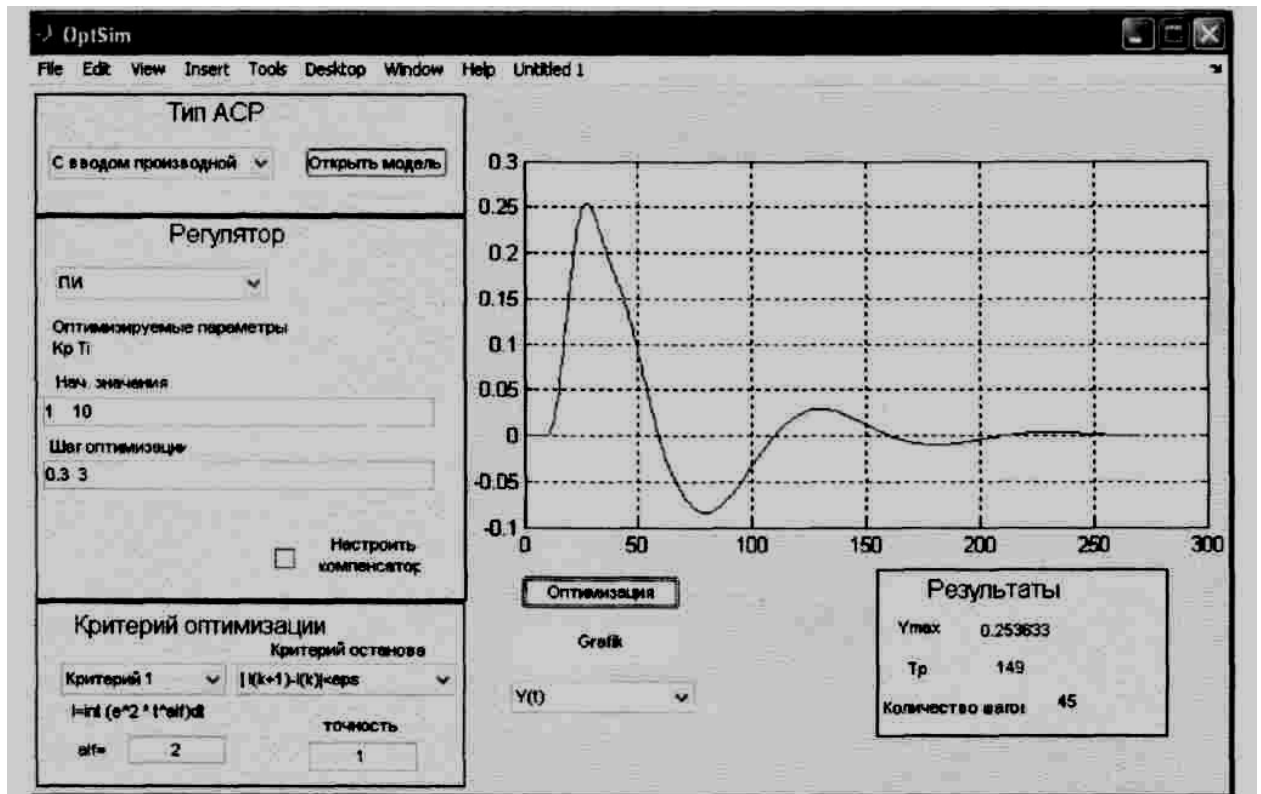 OptSim
File Edit View Insert Tools Desktop Window Help Untitled 1
Тип АСР
С вводом производной
Открыть модель
Регулятор
ПИ
Оптимизируемые параметры
Kp Ti
Нач. значения
1 10
Шаг оптимизации
0.3 3
Настроить
компенсатор
Критерий оптимизации
Критерий останова
Критерий 1
|I(k+1)-I(k)|<eps
I=int (e^2 * t^alf)dt
alf=
2
точность
1
0.3
0.25
0.2
0.15
0.1
0.05
0
-0.05
-0.1
0 50 100 150 200 250 300
Оптимизация
Grafik
Y(t)
Результаты
Ymax 0.253633
Tp 149
Количество шагов 45